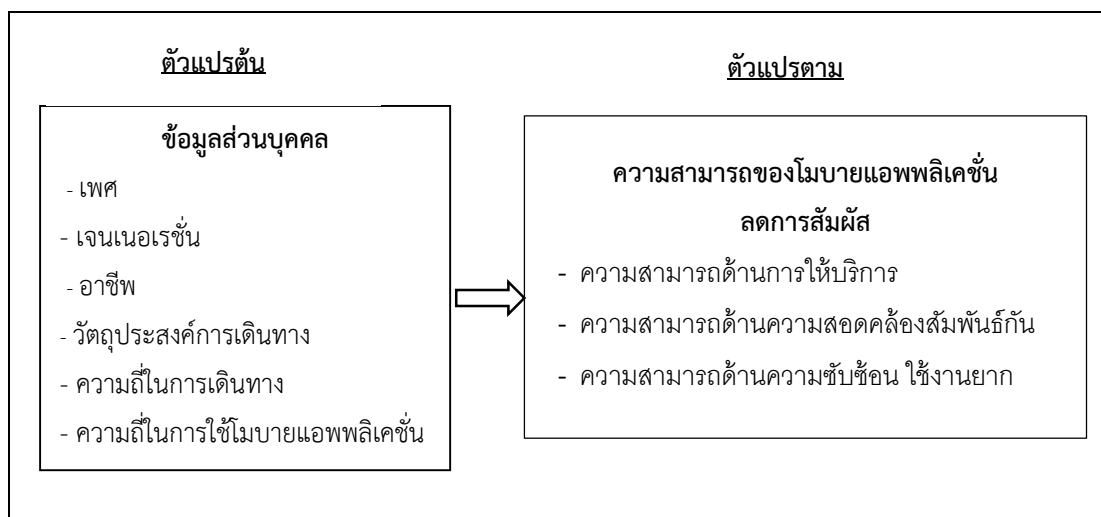 ตัวแปรต้น
ข้อมูลส่วนบุคคล
- เพศ
- เจนเนอเรชั่น
- อาชีพ
- วัตถุประสงค์การเดินทาง
- ความถี่ในการเดินทาง
- ความถี่ในการใช้โมบายแอพพลิเคชั่น
ตัวแปรตาม
ความสามารถของโมบายแอพพลิเคชั่น
ลดการสัมผัส
- ความสามารถด้านการให้บริการ
- ความสามารถด้านความสอดคล้องสัมพันธ์กัน
- ความสามารถด้านความซับซ้อน ใช้งานยาก